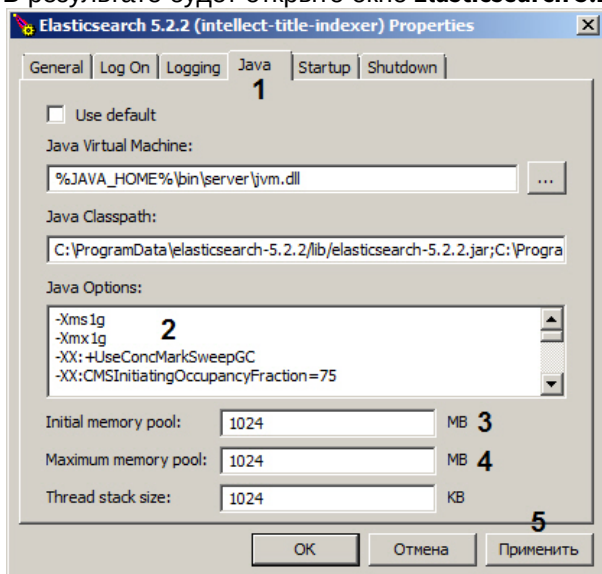 В результате будет открыто окно Elasticsearch 5.2
Elasticsearch 5.2.2 (intellect-title-indexer) Properties
General Log On Logging Java Startup Shutdown
1
Use default
Java Virtual Machine:
%JAVA_HOME%\bin\server\jvm.dll ...
Java Classpath:
C:\ProgramData\elasticsearch-5.2.2/lib/elasticsearch-5.2.2.jar;C:\Progra
Java Options:
-Xms1g
-Xmx1g 2
-XX:+UseConcMarkSweepGC
-XX:CMSInitiatingOccupancyFraction=75
Initial memory pool: 1024 MB 3
Maximum memory pool: 1024 MB 4
Thread stack size: 1024 KB
5
OK Отмена Применить